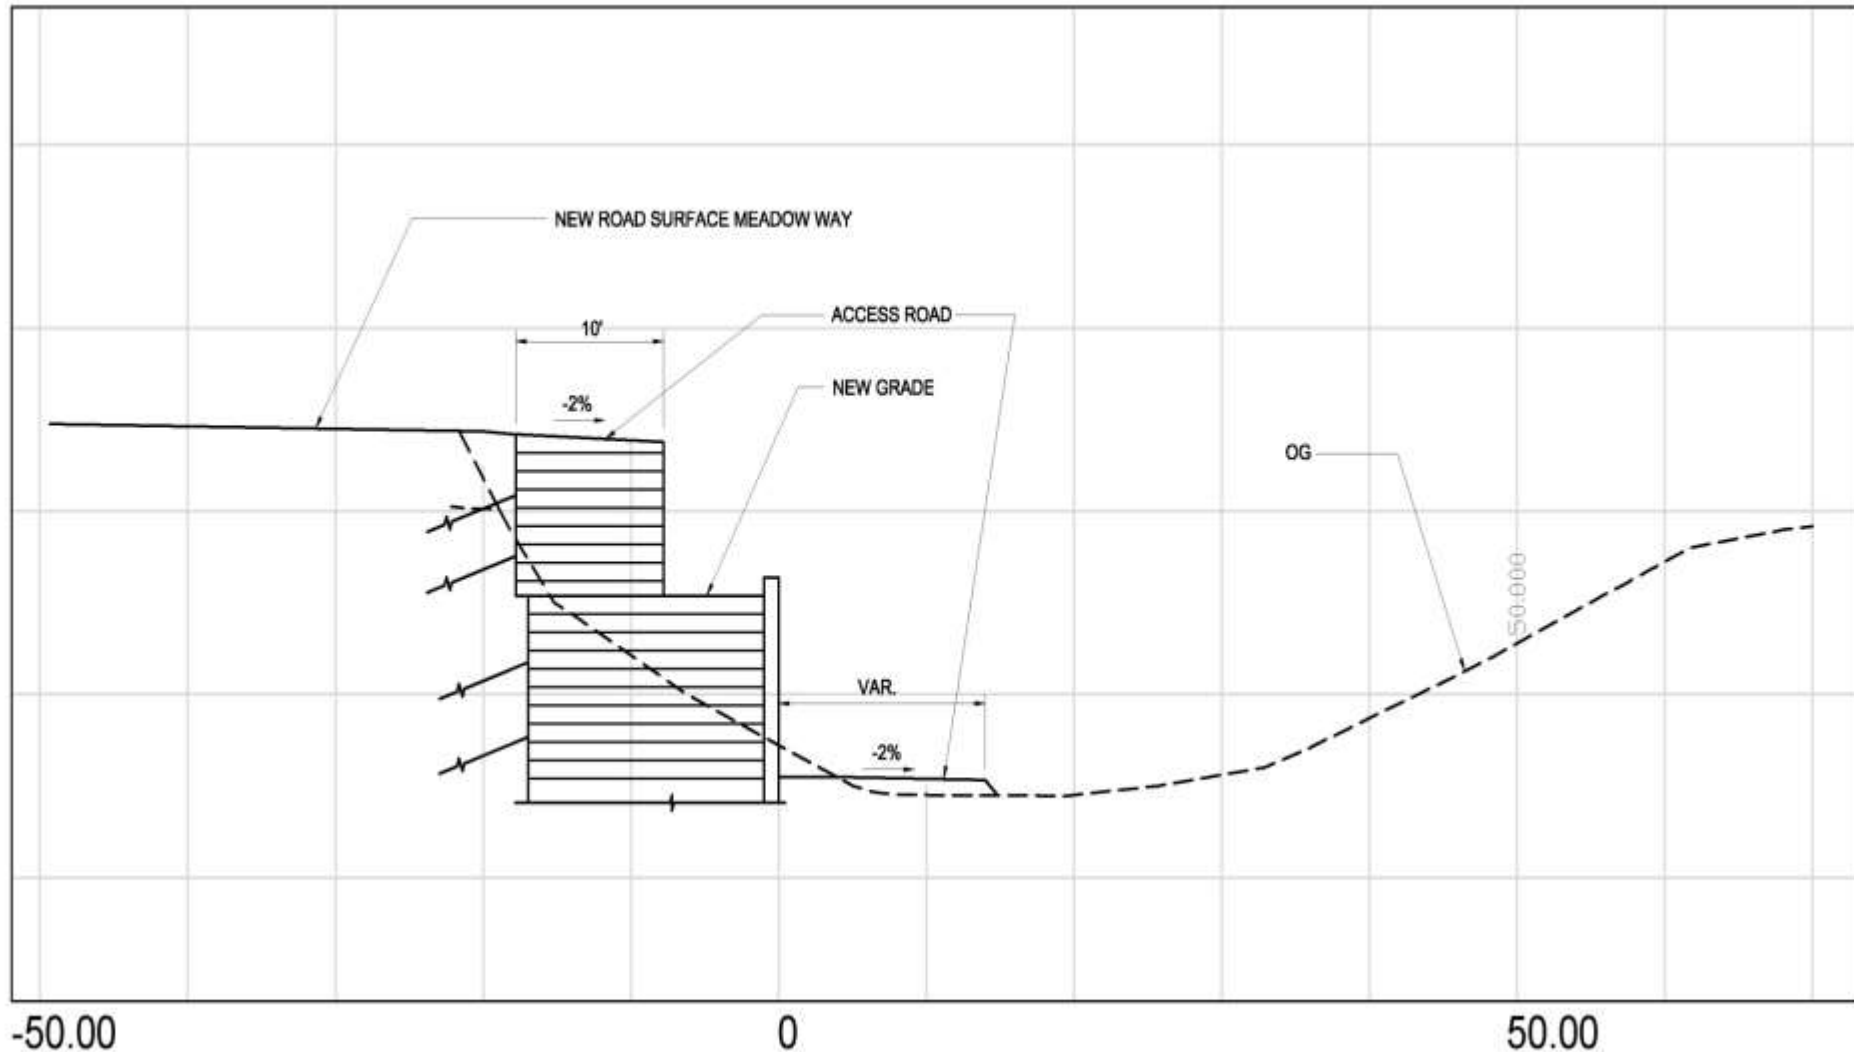 NEW ROAD SURFACE MEADOW WAY
ACCESS ROAD
10'
NEW GRADE
-2%
OG
50.000
VAR.
-2%
-50.00
0
50.00